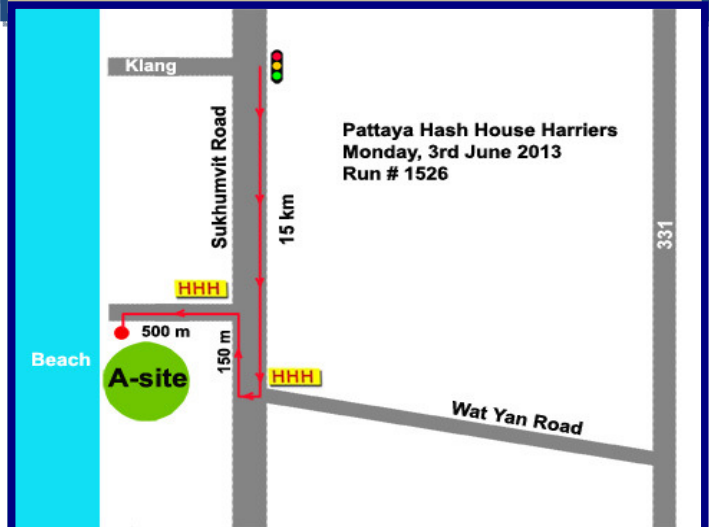 Klang
Sukhumvit Road
Pattaya Hash House Harriers
Monday, 3rd June 2013
Run # 1526
15 km
331
HHH
500 m
150 m
Beach
A-site
HHH
Wat Yan Road